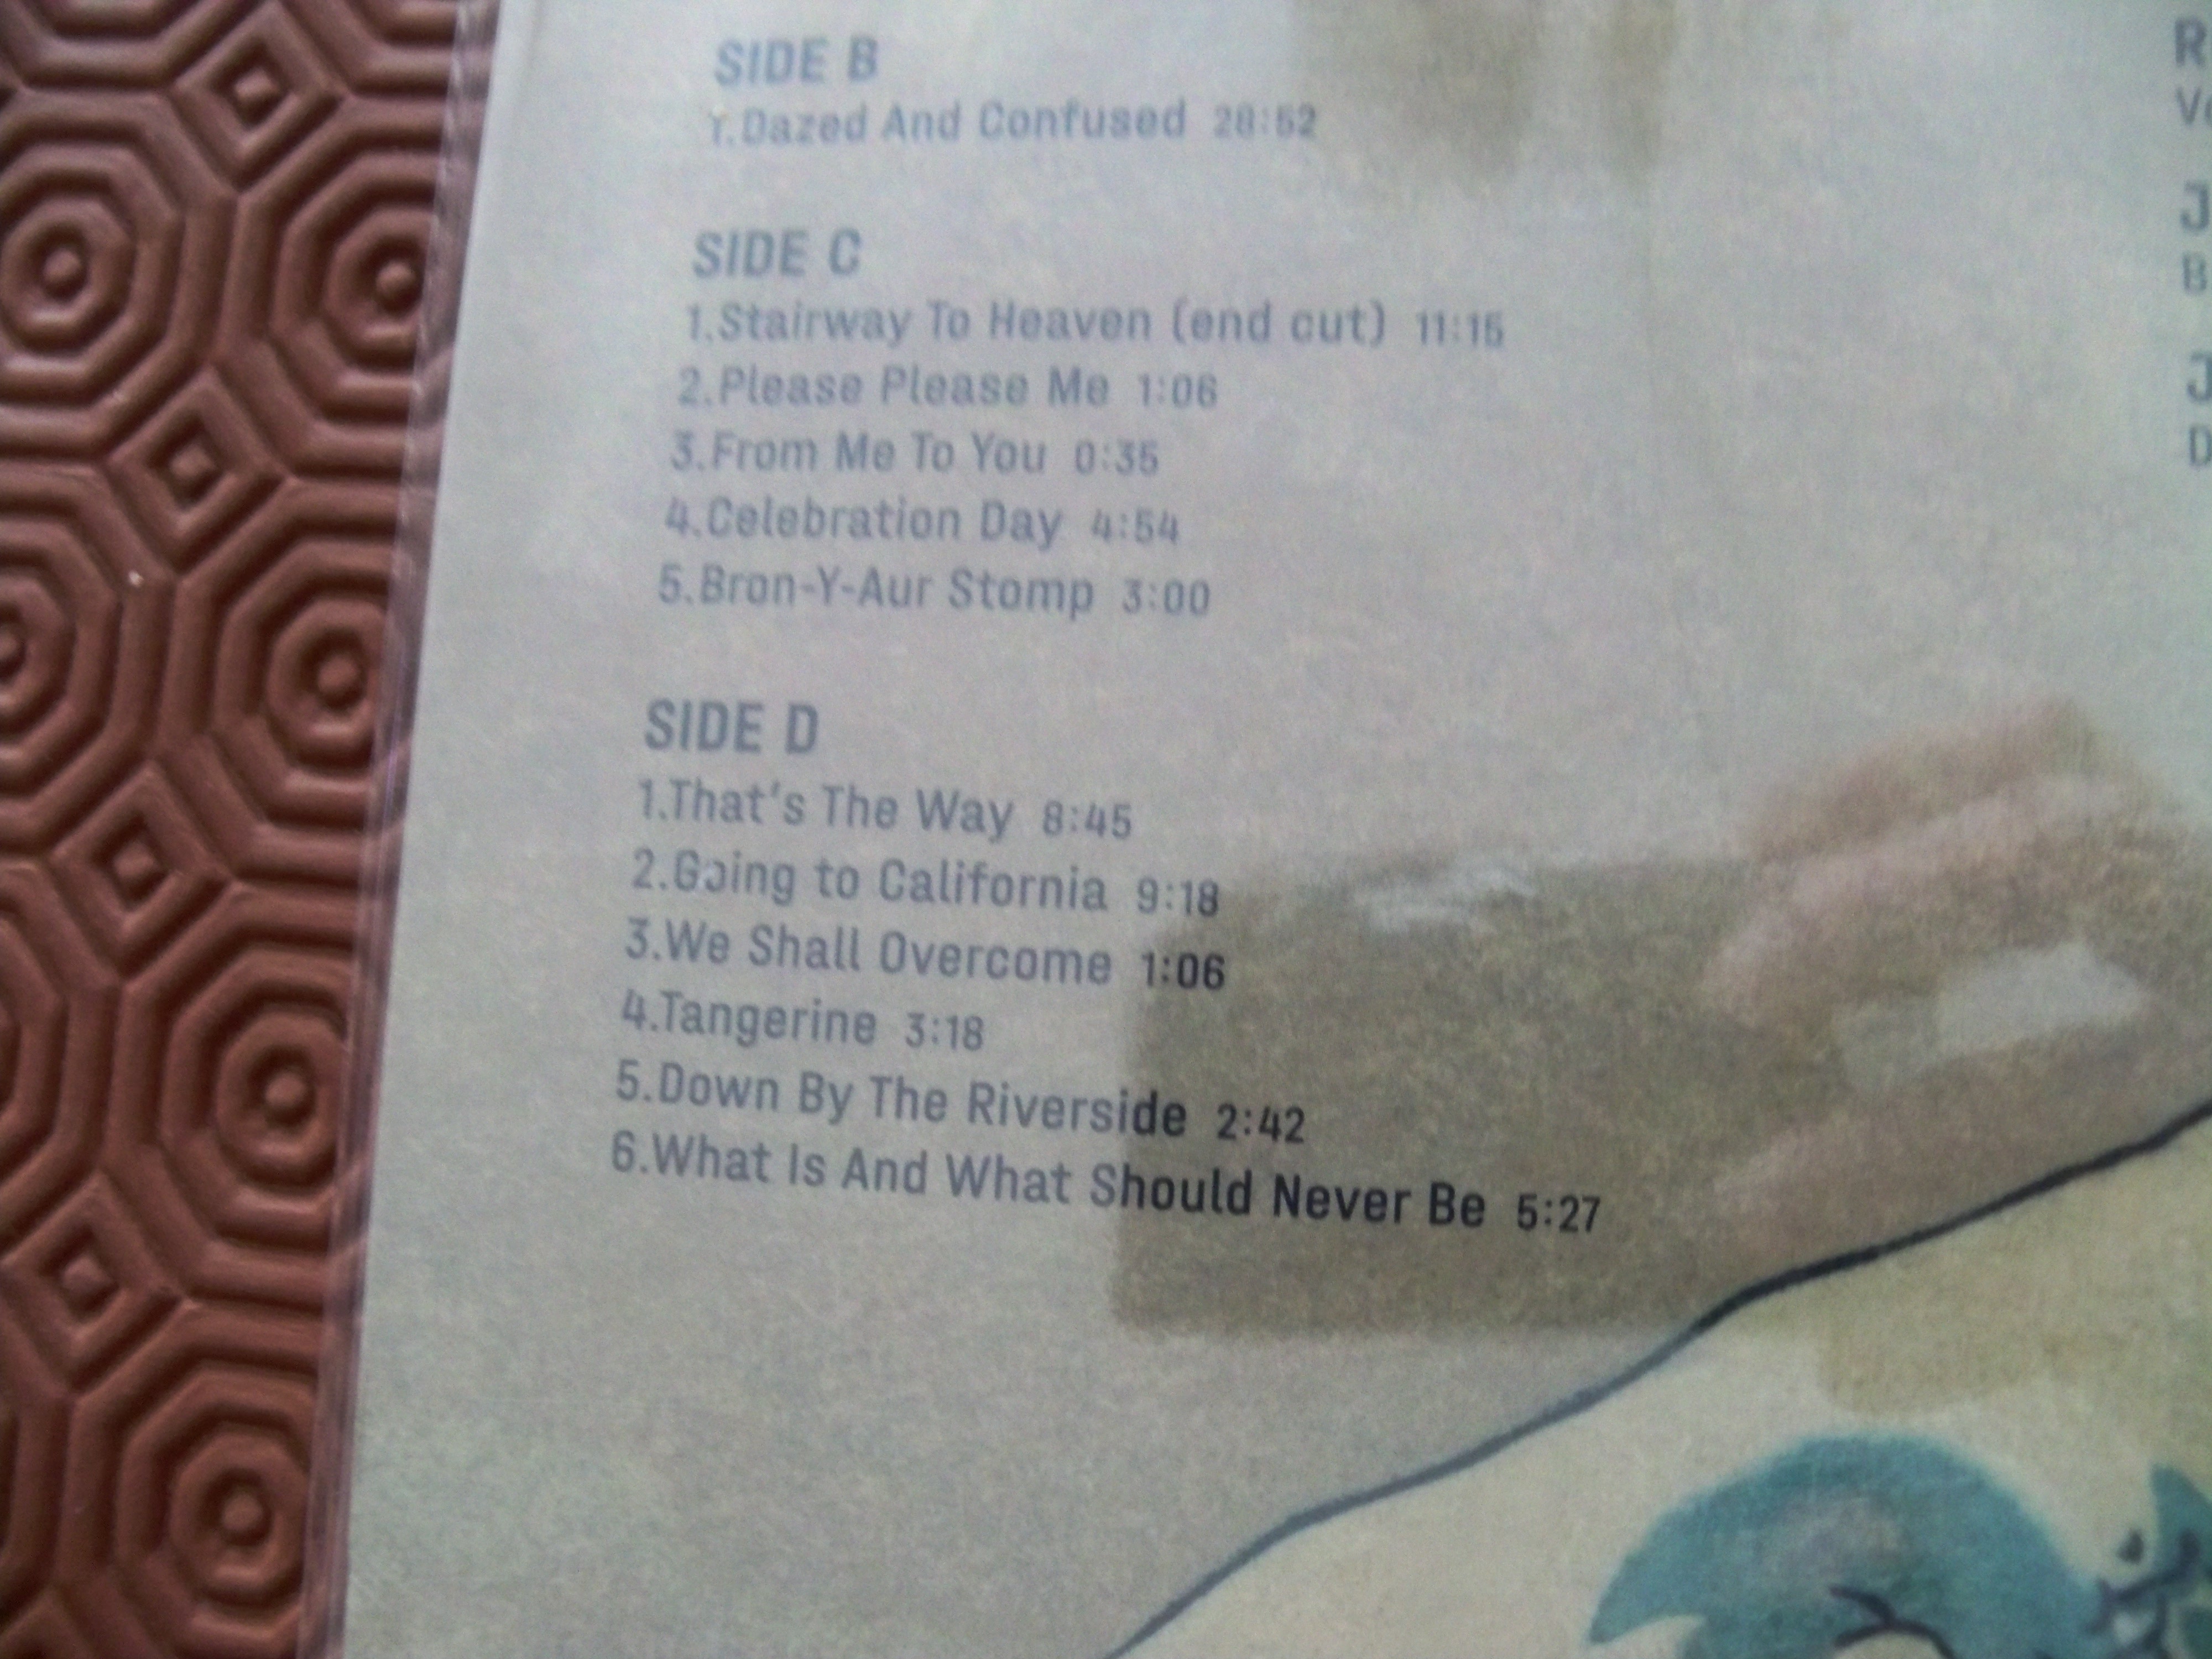 SIDE B
1.Dazed And Confused 28:52
SIDE C
1.Stairway To Heaven (end cut) 11:15
2.Please Please Me 1:06
3.From Me To You 0:35
4.Celebration Day 4:54
5.Bron-Y-Aur Stomp 3:00
SIDE D
1.That's The Way 8:45
2.Going to California 9:18
3.We Shall Overcome 1:06
4.Tangerine 3:18
5.Down By The Riverside 2:42
6.What Is And What Should Never Be 5:27